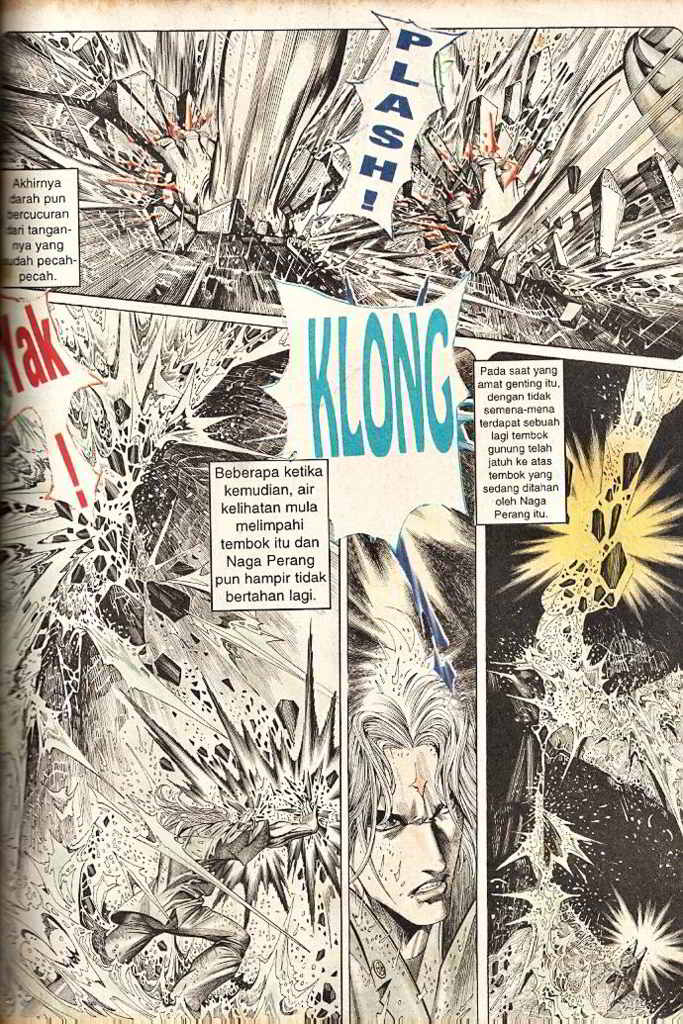 PLASH!
Akhirnya
darah pun
bercucuran
dari tangan-
nya yang
sudah pecah-
pecah.
Yak
!
KLONG
Beberapa ketika
kemudian, air
kelihatan mula
melimpahi
tembok itu dan
Naga Perang
pun hampir tidak
bertahan lagi.
Pada saat yang
amat genting itu,
dengan tidak
semena-mena
terdapat sebuah
lagi tembok
gunung telah
jatuh ke atas
tembok yang
sedang ditahan
oleh Naga
Perang itu.